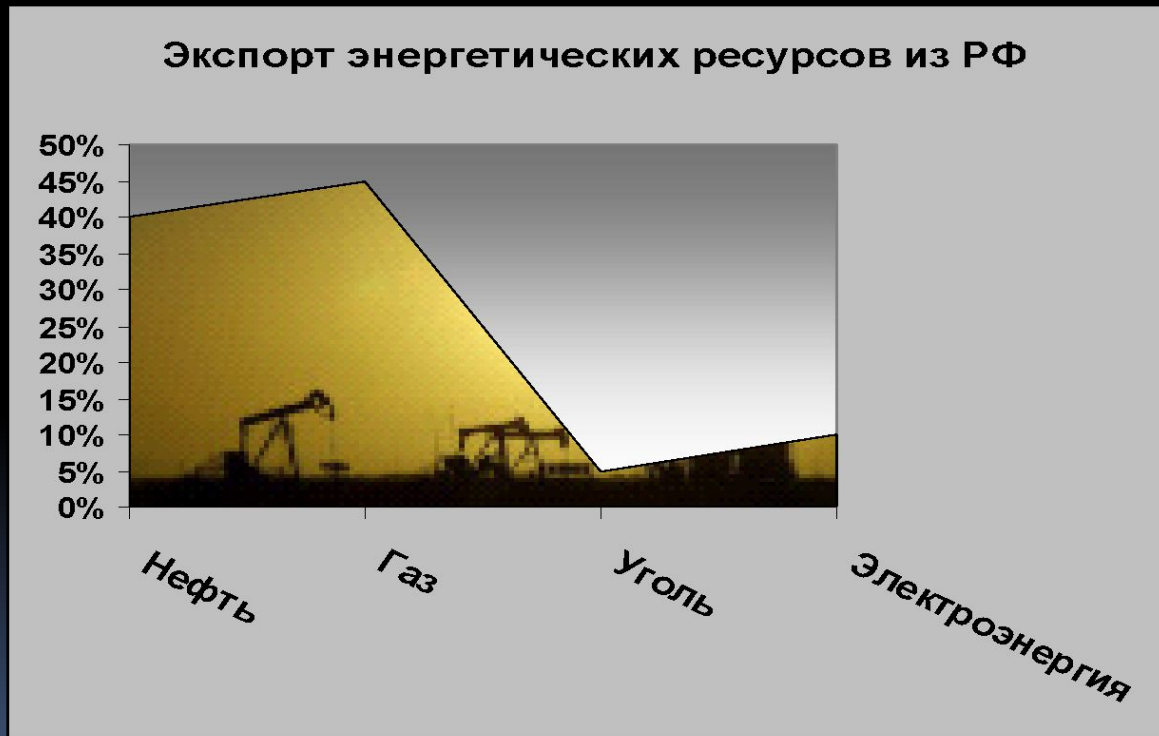 Экспорт энергетических ресурсов из РФ
50%
45%
40%
35%
30%
25%
20%
15%
10%
5%
0%
Нефть
Газ
Уголь
Электроэнергия